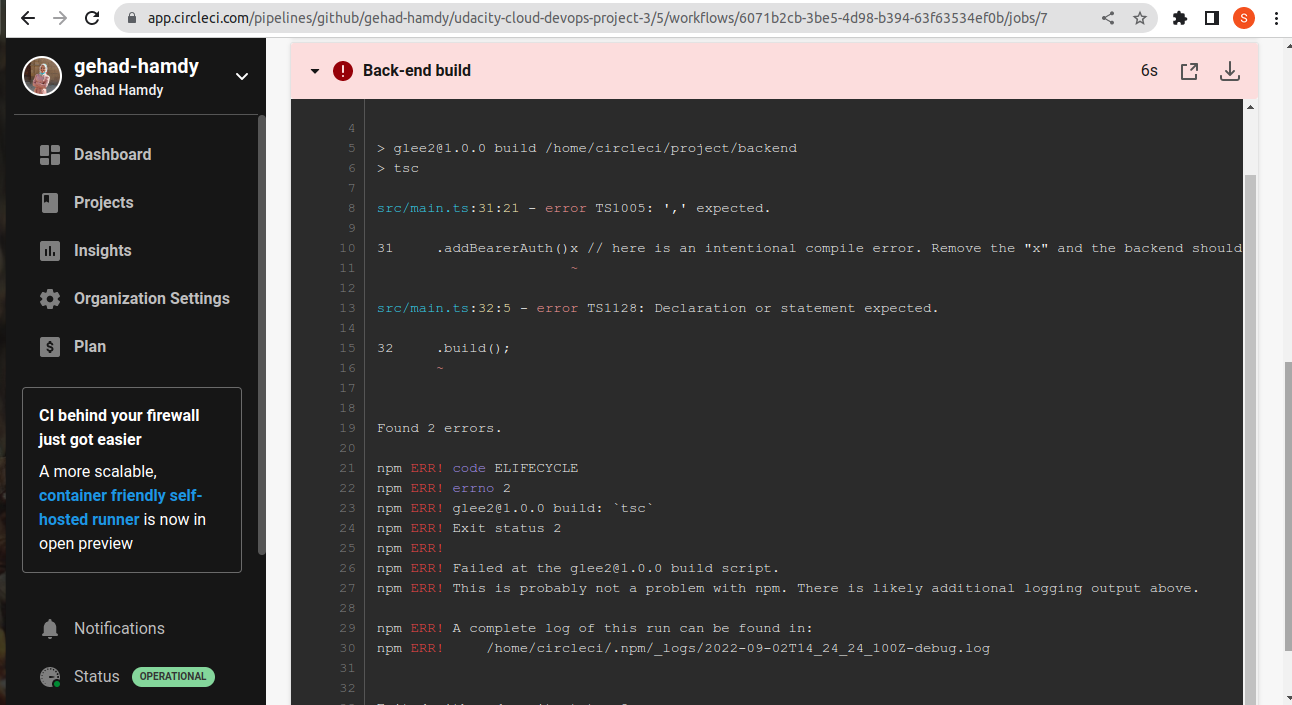 app.circleci.com/pipelines/github/gehad-hamdy/udacity-cloud-devops-project-3/5/workflows/6071b2cb-3be5-4d98-b394-63f63534ef0b/jobs/7
S
gehad-hamdy
Gehad Hamdy
Dashboard
Projects
Insights
Organization Settings
Plan
CI behind your firewall
just got easier
A more scalable,
container friendly self-
hosted runner is now in
open preview
Notifications
Status OPERATIONAL
Back-end build 6s
4
5 > glee2@1.0.0 build /home/circleci/project/backend
6 > tsc
7
8 src/main.ts:31:21 - error TS1005: ',' expected.
9
10 31     .addBearerAuth()x // here is an intentional compile error. Remove the "x" and the backend should
11 ~
12
13 src/main.ts:32:5 - error TS1128: Declaration or statement expected.
14
15 32     .build();
16 ~
17
18
19 Found 2 errors.
20
21 npm ERR! code ELIFECYCLE
22 npm ERR! errno 2
23 npm ERR! glee2@1.0.0 build: `tsc`
24 npm ERR! Exit status 2
25 npm ERR!
26 npm ERR! Failed at the glee2@1.0.0 build script.
27 npm ERR! This is probably not a problem with npm. There is likely additional logging output above.
28
29 npm ERR! A complete log of this run can be found in:
30 npm ERR!     /home/circleci/.npm/_logs/2022-09-02T14_24_24_100Z-debug.log
31
32